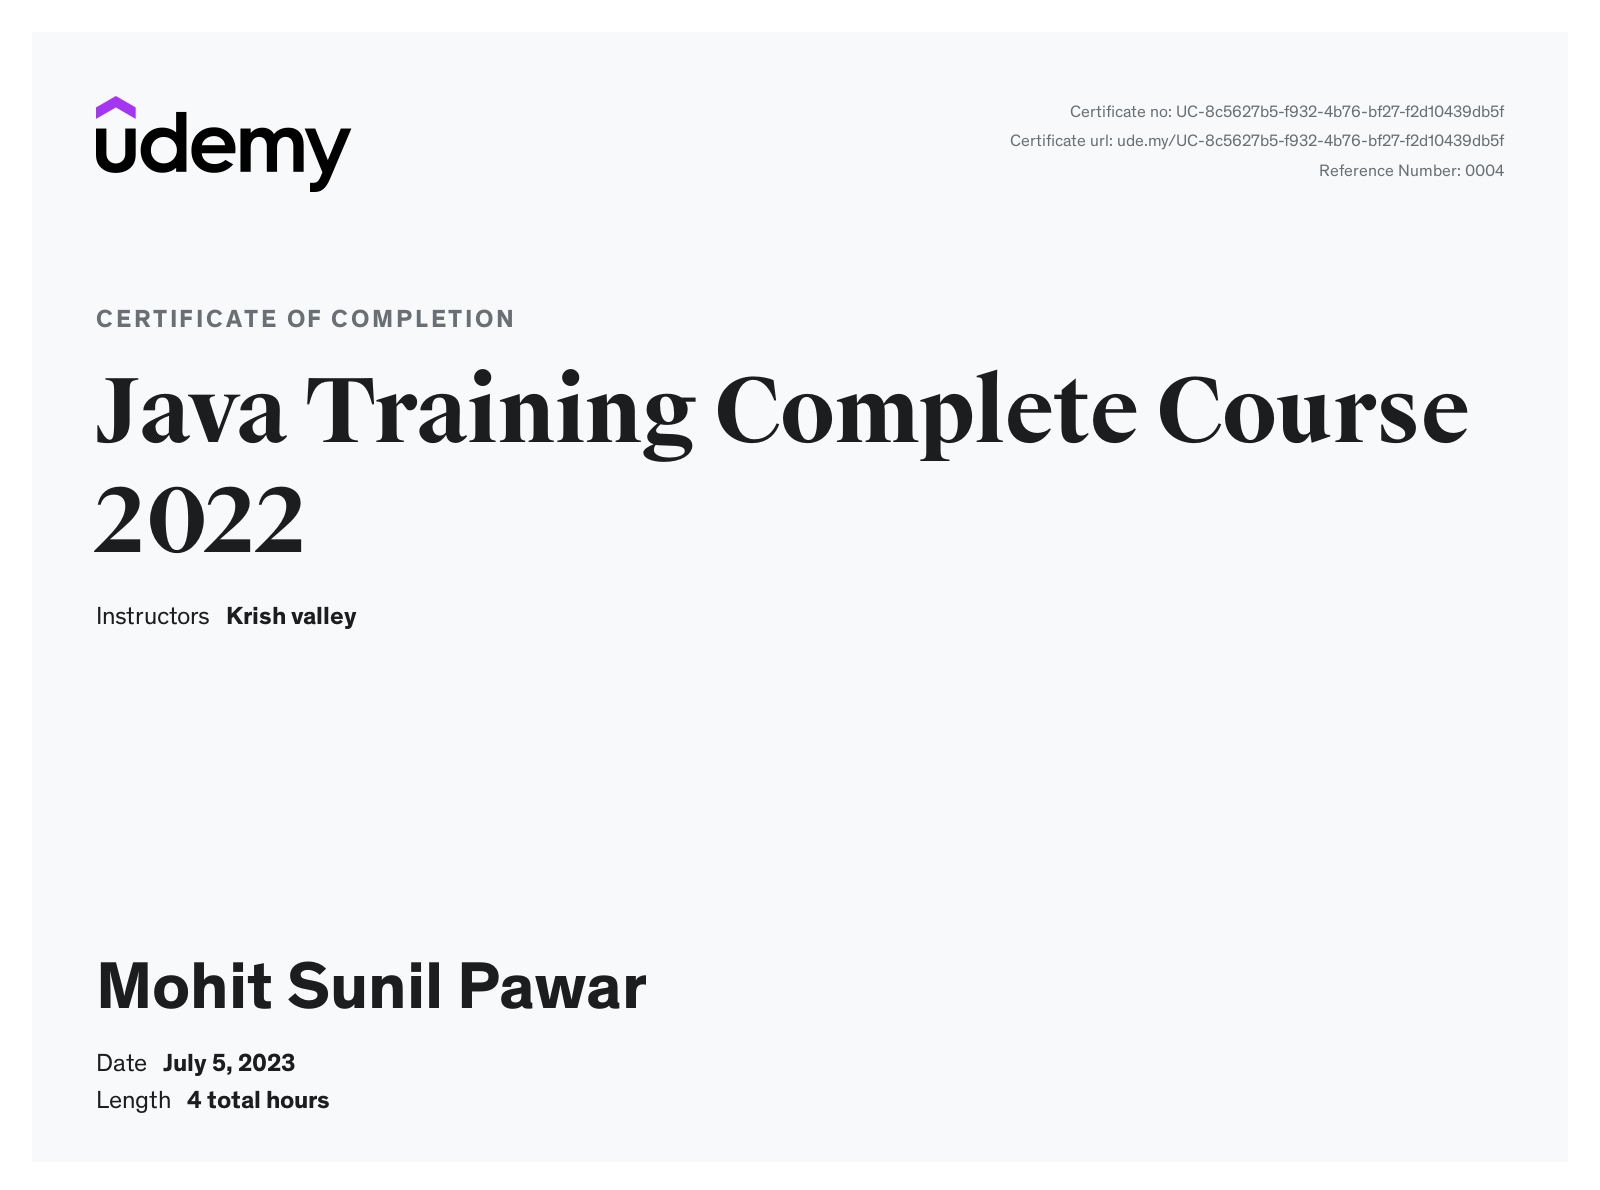 udemy
Certificate no: UC-8c5627b5-f932-4b76-bf27-f2d10439db5f
Certificate url: ude.my/UC-8c5627b5-f932-4b76-bf27-f2d10439db5f
Reference Number: 0004
CERTIFICATE OF COMPLETION
Java Training Complete Course
2022
Instructors Krish valley
Mohit Sunil Pawar
Date July 5, 2023
Length 4 total hours